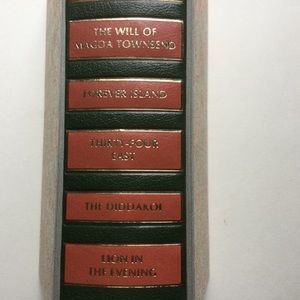 THE WILL OF
MAGDA TOWNSEND
FOREVER ISLAND
THIRTY-FOUR
EAST
THE DIDDAKOI
LION IN
THE EVENING